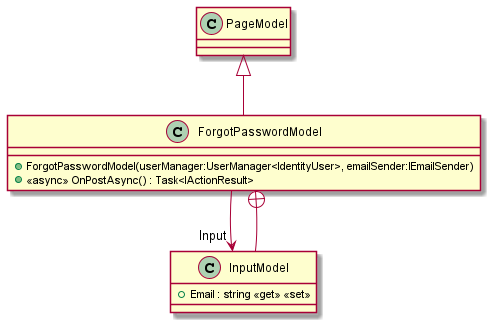 C PageModel
C ForgotPasswordModel
ForgotPasswordModel(userManager:UserManager<IdentityUser>, emailSender:IEmailSender)
«async» OnPostAsync() : Task<IActionResult>
Input
C InputModel
Email : string «get» «set»